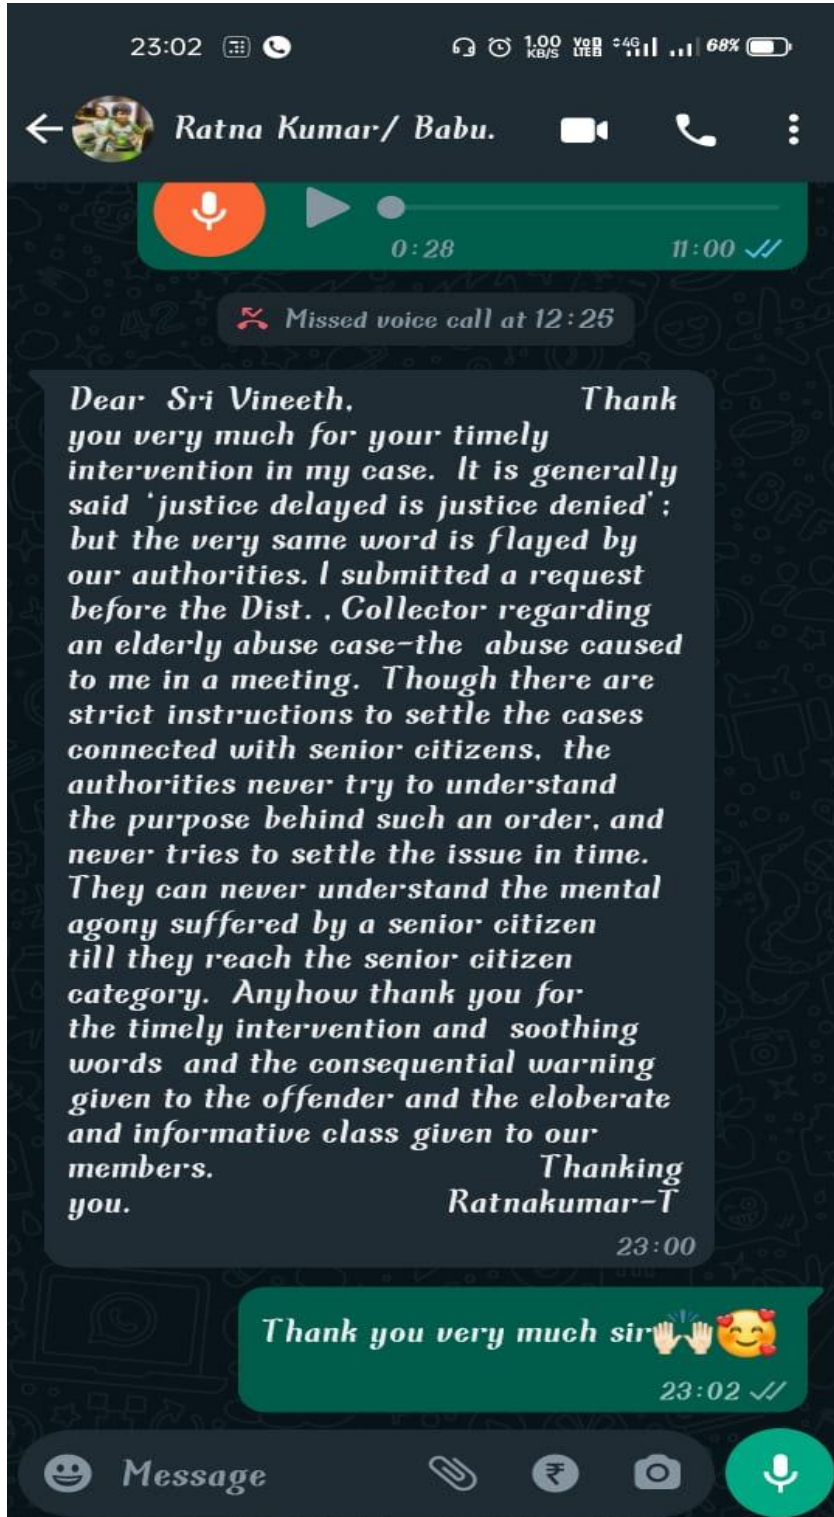 23:02 1.00 KB/S VoD LTE2 4G 68%
Ratna Kumar/ Babu.
0:28 11:00
Missed voice call at 12:25
Dear Sri Vineeth, Thank
you very much for your timely
intervention in my case. It is generally
said 'justice delayed is justice denied';
but the very same word is flayed by
our authorities. I submitted a request
before the Dist. , Collector regarding
an elderly abuse case-the abuse caused
to me in a meeting. Though there are
strict instructions to settle the cases
connected with senior citizens, the
authorities never try to understand
the purpose behind such an order, and
never tries to settle the issue in time.
They can never understand the mental
agony suffered by a senior citizen
till they reach the senior citizen
category. Anyhow thank you for
the timely intervention and soothing
words and the consequential warning
given to the offender and the eloberate
and informative class given to our
members. Thanking
you. Ratnakumar-T
23:00
Thank you very much sir🙌🏻🥰
23:02
Message